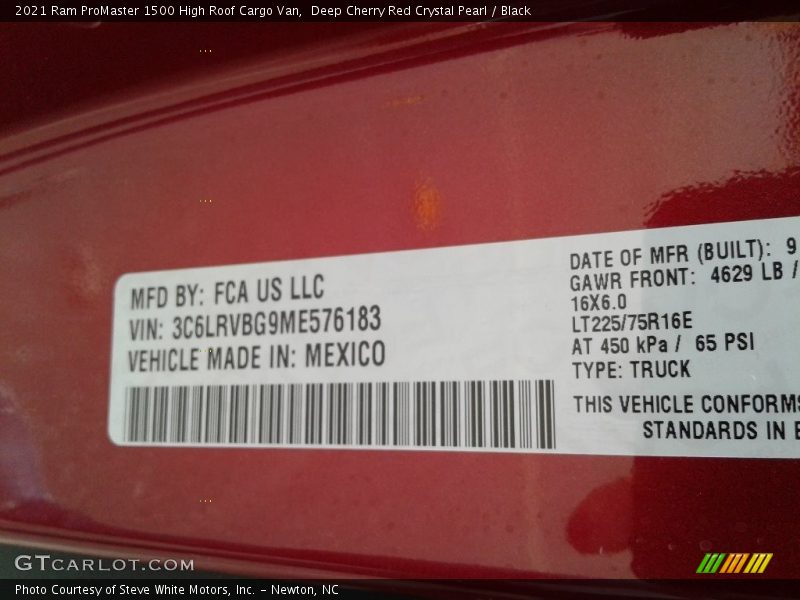 2021 Ram ProMaster 1500 High Roof Cargo Van, Deep Cherry Red Crystal Pearl / Black
MFD BY: FCA US LLC
VIN: 3C6LRVBG9ME576183
VEHICLE MADE IN: MEXICO
DATE OF MFR (BUILT): 9
GAWR FRONT: 4629 LB /
16X6.0
LT225/75R16E
AT 450 kPa / 65 PSI
TYPE: TRUCK
THIS VEHICLE CONFORMS
STANDARDS IN E
GTCARLOT.COM
Photo Courtesy of Steve White Motors, Inc. – Newton, NC